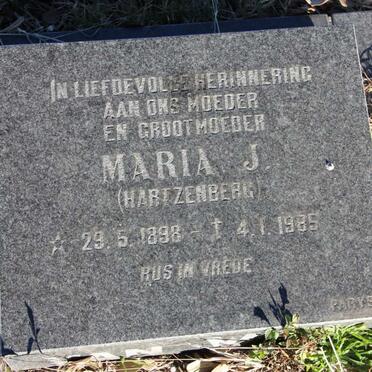 IN LIEFDEVOLLE HERINNERING
AAN ONS MOEDER
EN GROOTMOEDER
MARIA J.
(HARTZENBERG)
☆ 29.5.1898 - † 4.1.1985
RUS IN VREDE